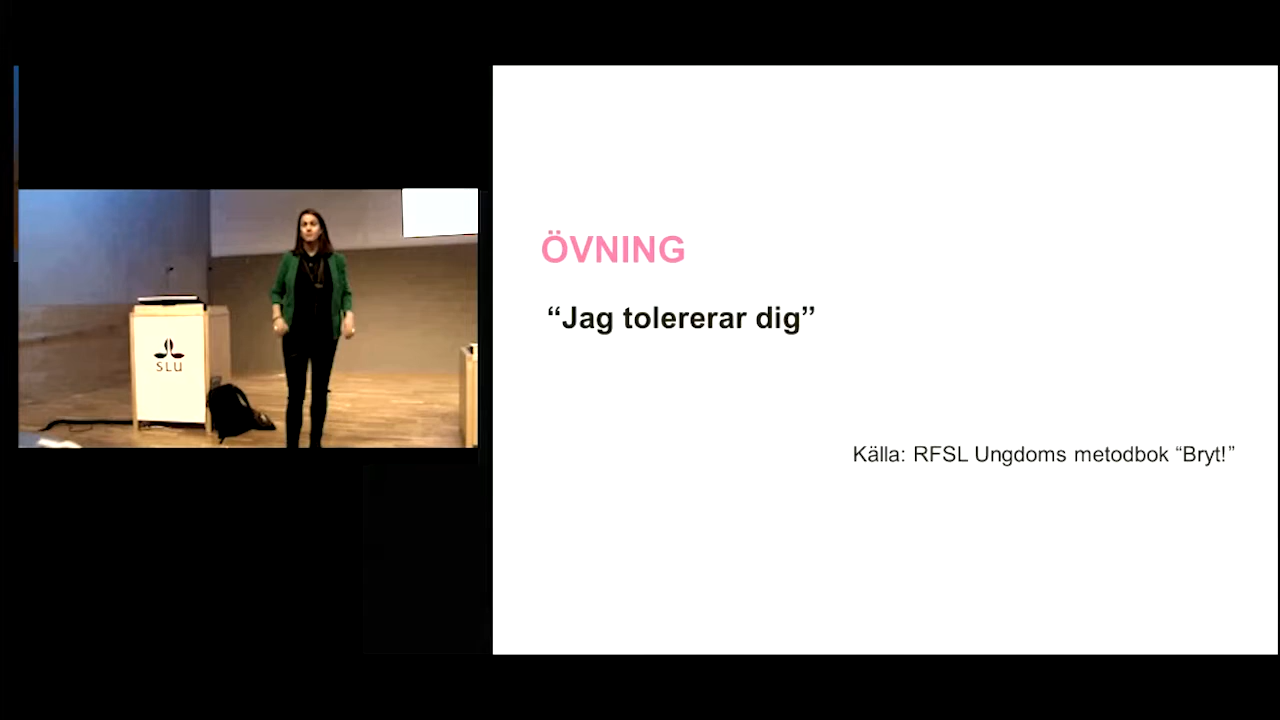 SLU
ÖVNING
“Jag tolererar dig”
Källa: RFSL Ungdoms metodbok “Bryt!”